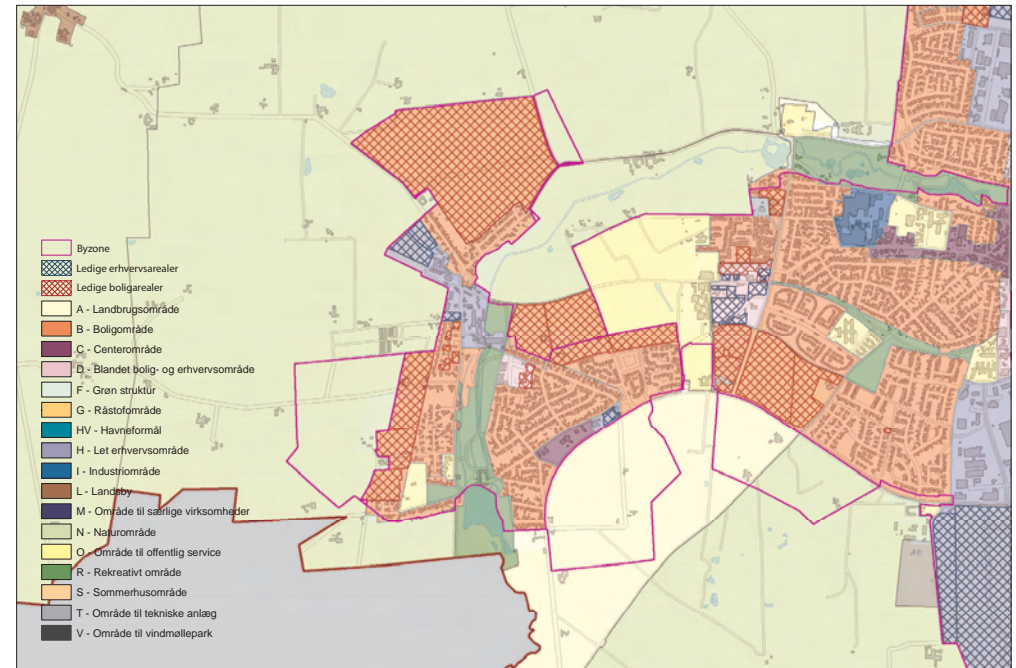 Byzone
Ledige erhvervsarealer
Ledige boligarealer
A - Landbrugsområde
B - Boligområde
C - Centerområde
D - Blandet bolig- og erhvervsområde
F - Grøn struktur
G - Råstofområde
HV - Havneformål
H - Let erhvervsområde
I - Industriområde
L - Landsby
M - Område til særlige virksomheder
N - Naturområde
O - Område til offentlig service
R - Rekreativt område
S - Sommerhusområde
T - Område til tekniske anlæg
V - Område til vindmøllepark